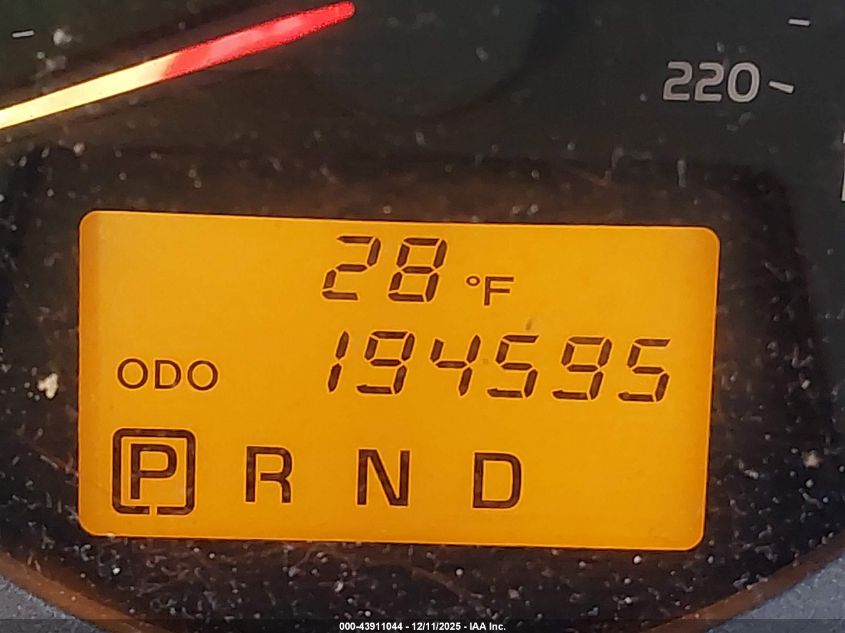 220
28 °F
ODO 194595
P R N D
000-43911044 - 12/11/2025 - IAA Inc.